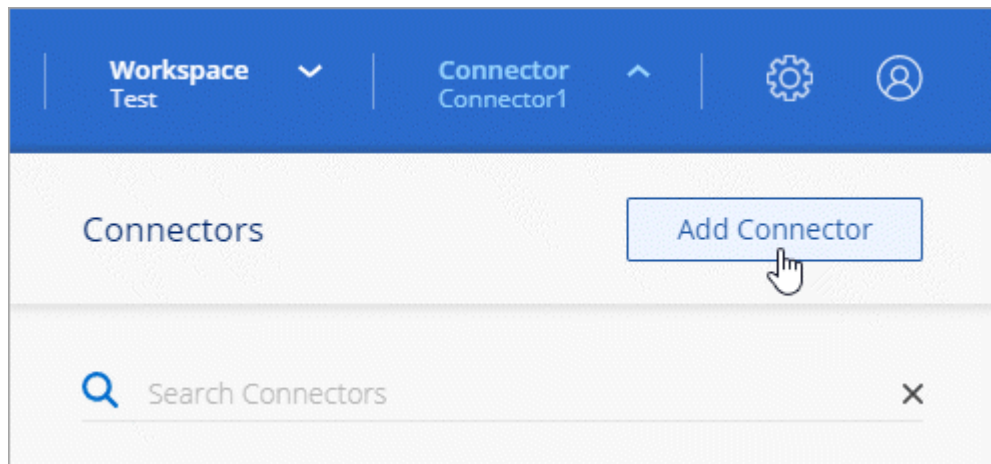 Workspace
Test
Connector
Connector1
Connectors
Add Connector
Search Connectors